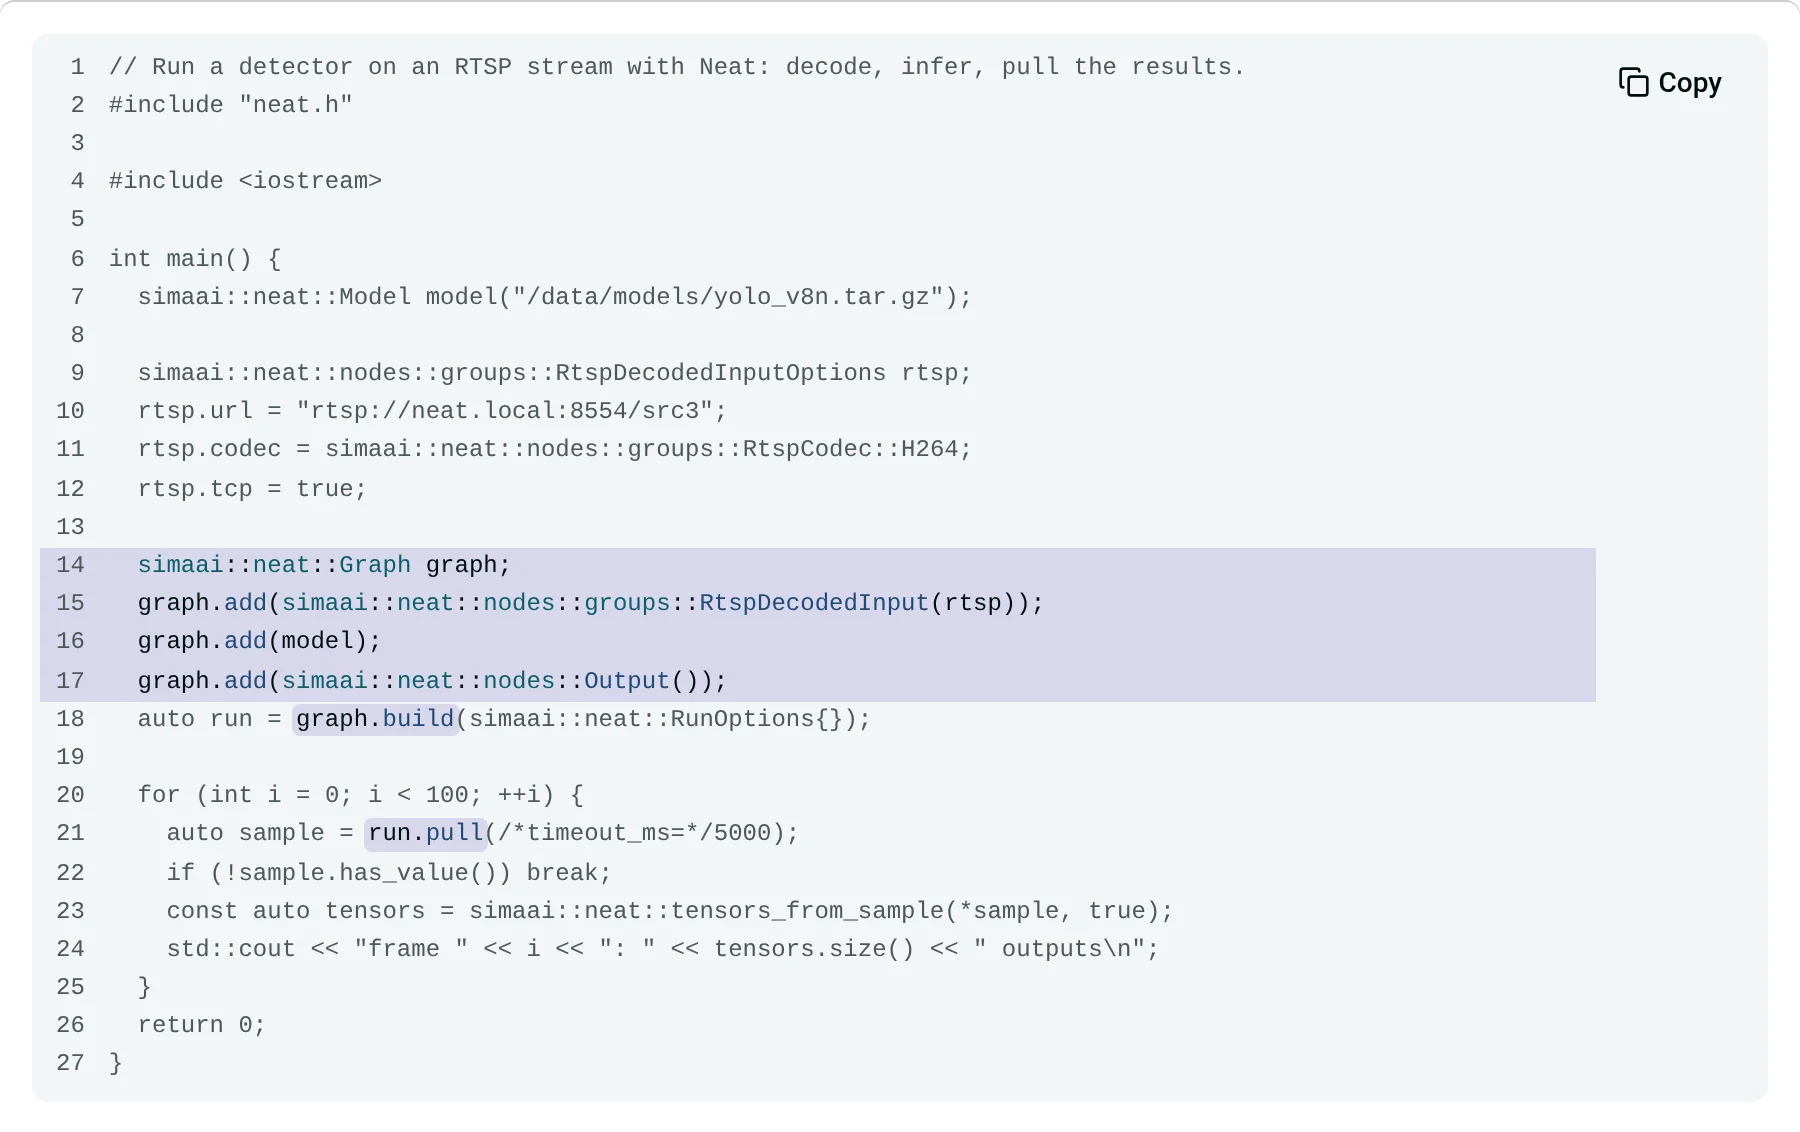 1 // Run a detector on an RTSP stream with Neat: decode, infer, pull the results.
Copy
2 #include "neat.h"
3
4 #include <iostream>
5
6 int main() {
7   simaai::neat::Model model("/data/models/yolo_v8n.tar.gz");
8
9   simaai::neat::nodes::groups::RtspDecodedInputOptions rtsp;
10   rtsp.url = "rtsp://neat.local:8554/src3";
11   rtsp.codec = simaai::neat::nodes::groups::RtspCodec::H264;
12   rtsp.tcp = true;
13
14   simaai::neat::Graph graph;
15   graph.add(simaai::neat::nodes::groups::RtspDecodedInput(rtsp));
16   graph.add(model);
17   graph.add(simaai::neat::nodes::Output());
18   auto run = graph.build(simaai::neat::RunOptions{});
19
20   for (int i = 0; i < 100; ++i) {
21     auto sample = run.pull(/*timeout_ms=*/5000);
22     if (!sample.has_value()) break;
23     const auto tensors = simaai::neat::tensors_from_sample(*sample, true);
24     std::cout << "frame " << i << ": " << tensors.size() << " outputs\n";
25   }
26   return 0;
27 }